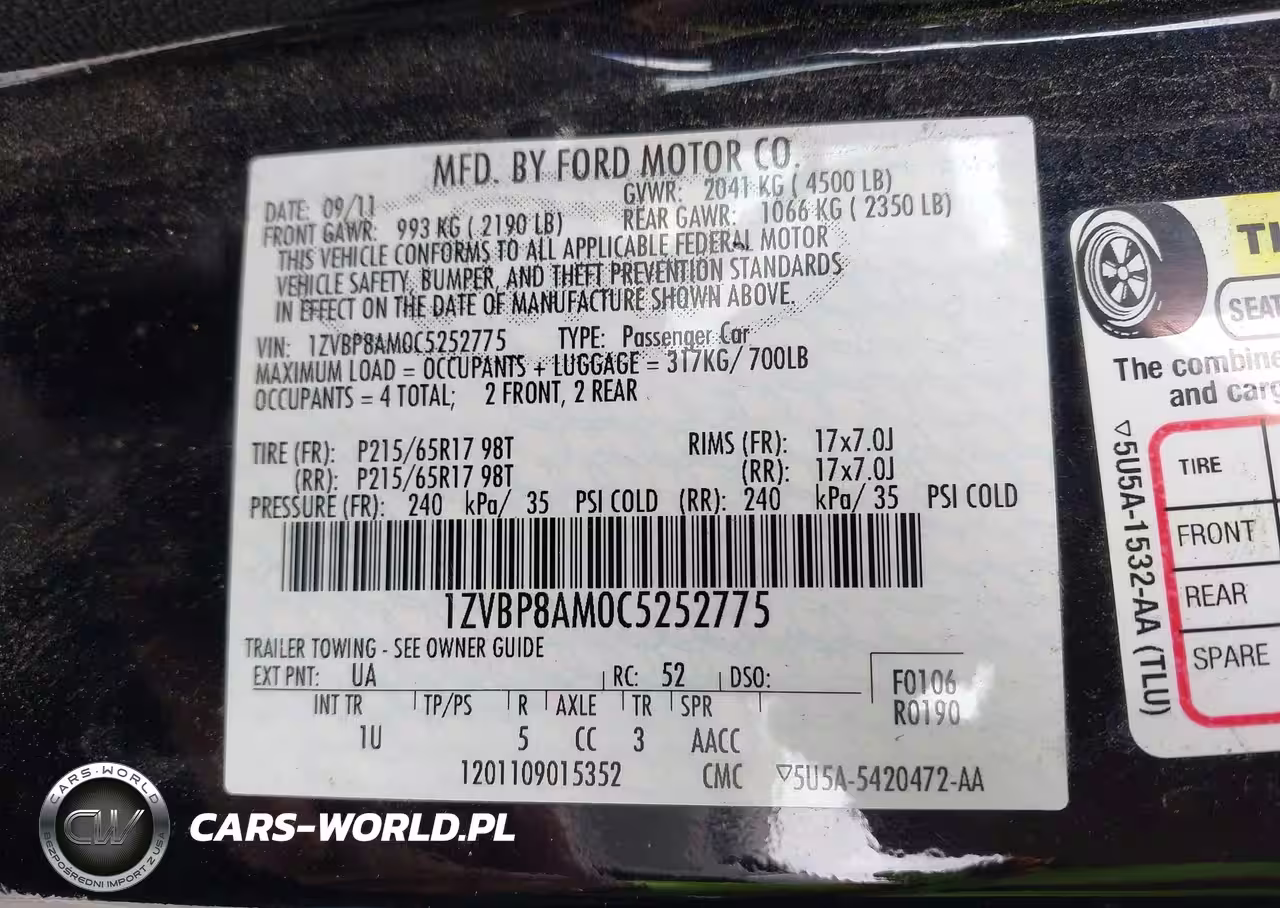 MFD. BY FORD MOTOR CO.
DATE: 09/11 GVWR: 2041 KG ( 4500 LB)
FRONT GAWR: 993 KG ( 2190 LB) REAR GAWR: 1066 KG ( 2350 LB)
THIS VEHICLE CONFORMS TO ALL APPLICABLE FEDERAL MOTOR
VEHICLE SAFETY, BUMPER, AND THEFT PREVENTION STANDARDS
IN EFFECT ON THE DATE OF MANUFACTURE SHOWN ABOVE.
VIN: 1ZVBP8AM0C5252775 TYPE: Passenger Car
MAXIMUM LOAD = OCCUPANTS + LUGGAGE = 317KG/ 700LB
OCCUPANTS = 4 TOTAL; 2 FRONT, 2 REAR
TIRE (FR): P215/65R17 98T RIMS (FR): 17x7.0J
(RR): P215/65R17 98T (RR): 17x7.0J
PRESSURE (FR): 240 kPa/ 35 PSI COLD (RR): 240 kPa/ 35 PSI COLD
1ZVBP8AM0C5252775
TRAILER TOWING - SEE OWNER GUIDE
EXT PNT: UA RC: 52 DSO:
INT TR TP/PS R AXLE TR SPR
1U 5 CC 3 AACC
F0106
R0190
1201109015352 CMC ▽5U5A-5420472-AA
SEAT
The combine
and carg
TIRE
FRONT
REAR
SPARE
▽5U5A-1532-AA (TLU)
CARS-WORLD
CW
BEZPOŚREDNI IMPORT Z USA
CARS-WORLD.PL